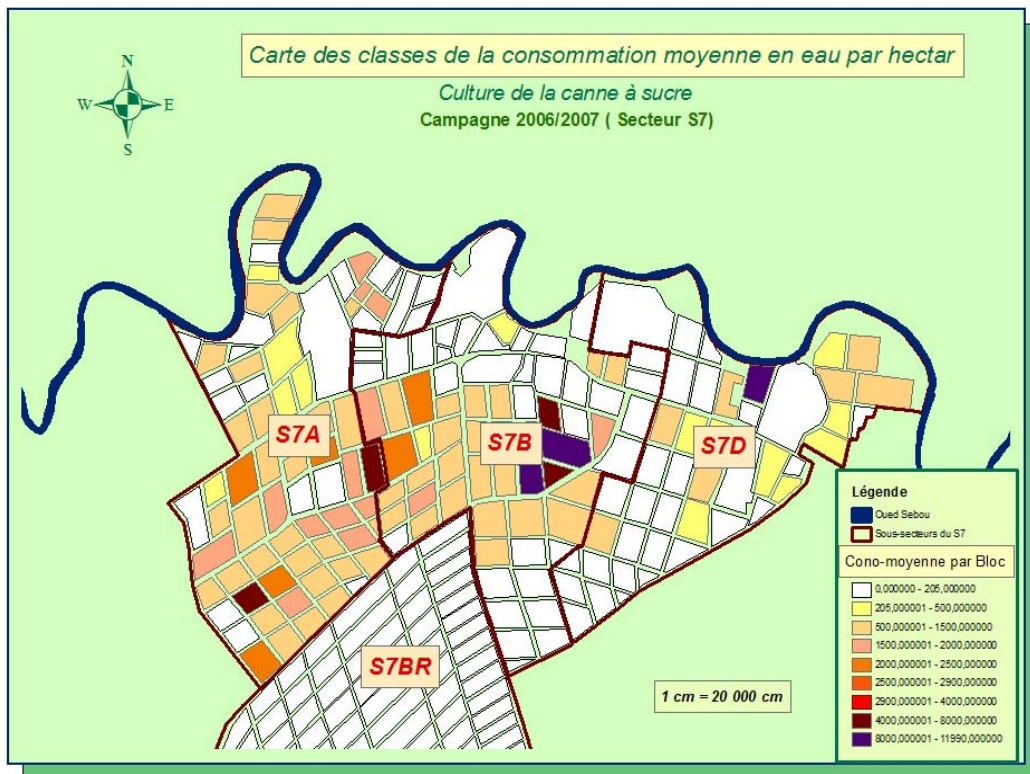 Carte des classes de la consommation moyenne en eau par hectar
Culture de la canne à sucre
Campagne 2006/2007 ( Secteur S7)
N
W
E
S
S7A
S7B
S7D
S7BR
1 cm = 20 000 cm
Légende
Oued Sebou
Sous-secteurs du S7
Cono-moyenne par Bloc
0,000000 - 205,000000
205,000001 - 500,000000
500,000001 - 1500,000000
1500,000001 - 2000,000000
2000,000001 - 2500,000000
2500,000001 - 2900,000000
2900,000001 - 4000,000000
4000,000001 - 8000,000000
8000,000001 - 11990,000000